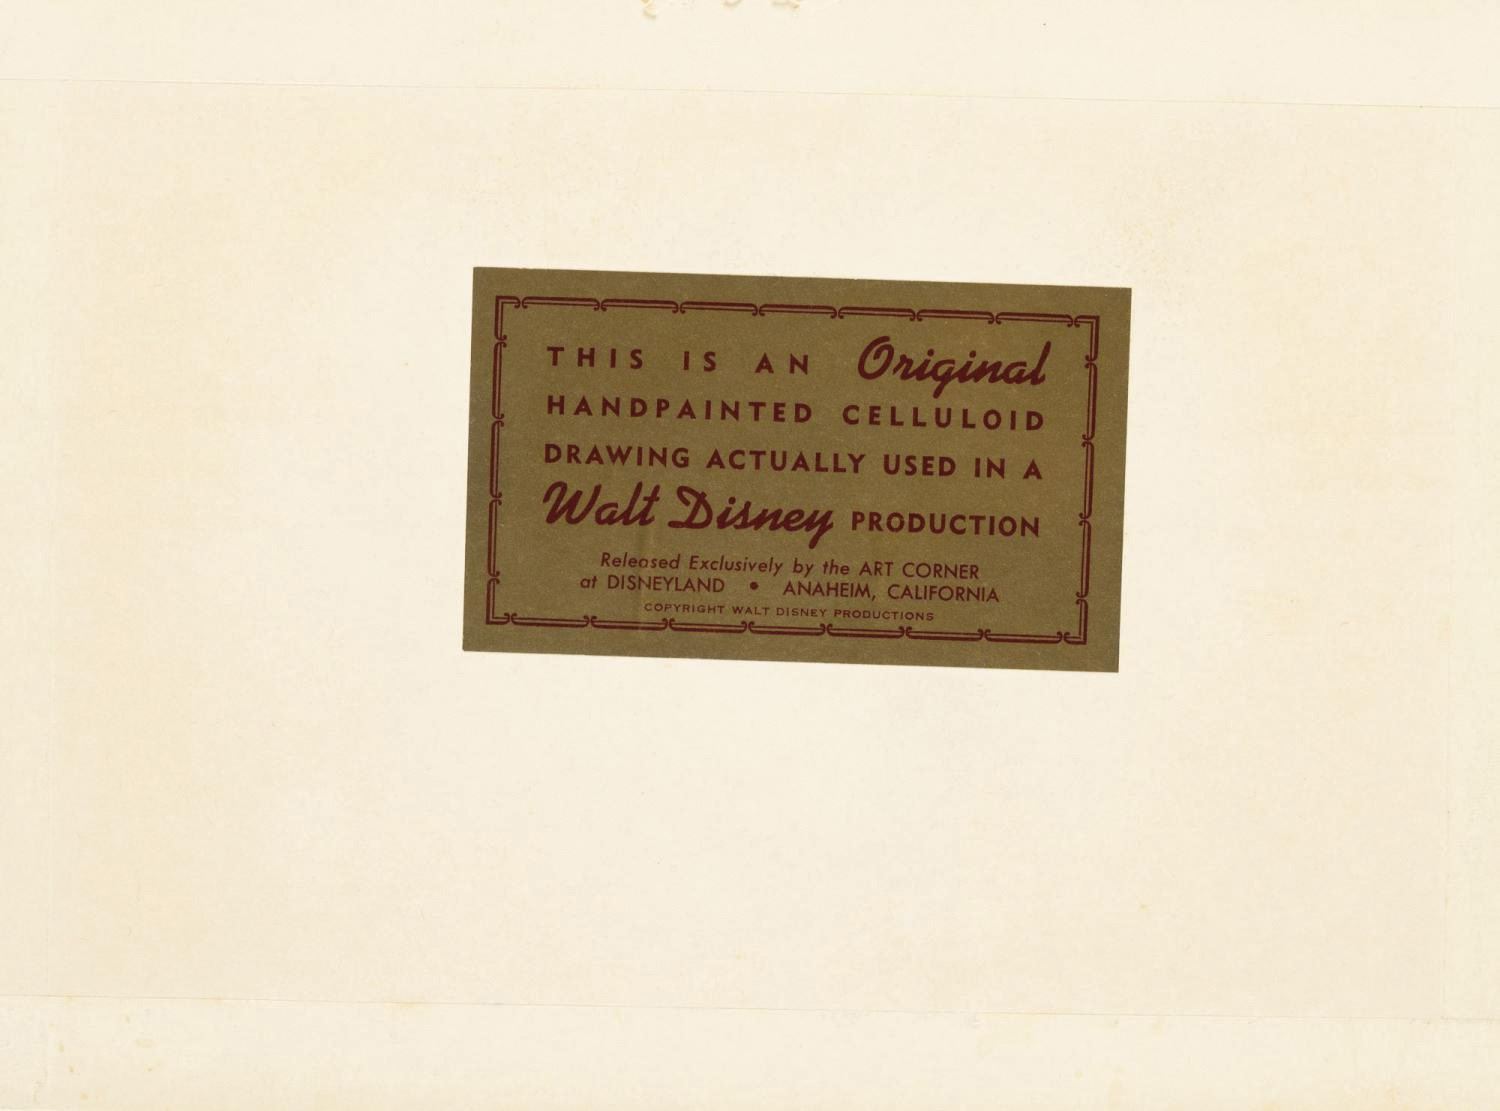 THIS IS AN Original
HANDPAINTED CELLULOID
DRAWING ACTUALLY USED IN A
Walt Disney PRODUCTION
Released Exclusively by the ART CORNER
at DISNEYLAND • ANAHEIM, CALIFORNIA
COPYRIGHT WALT DISNEY PRODUCTIONS